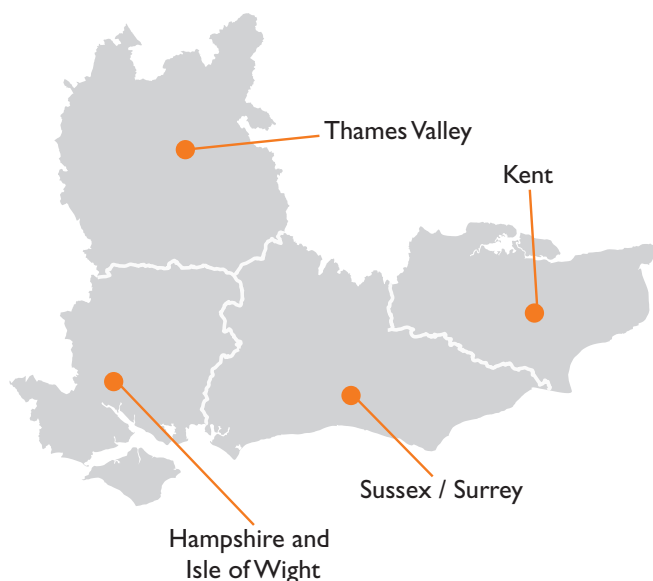 Thames Valley
Kent
Sussex / Surrey
Hampshire and
Isle of Wight